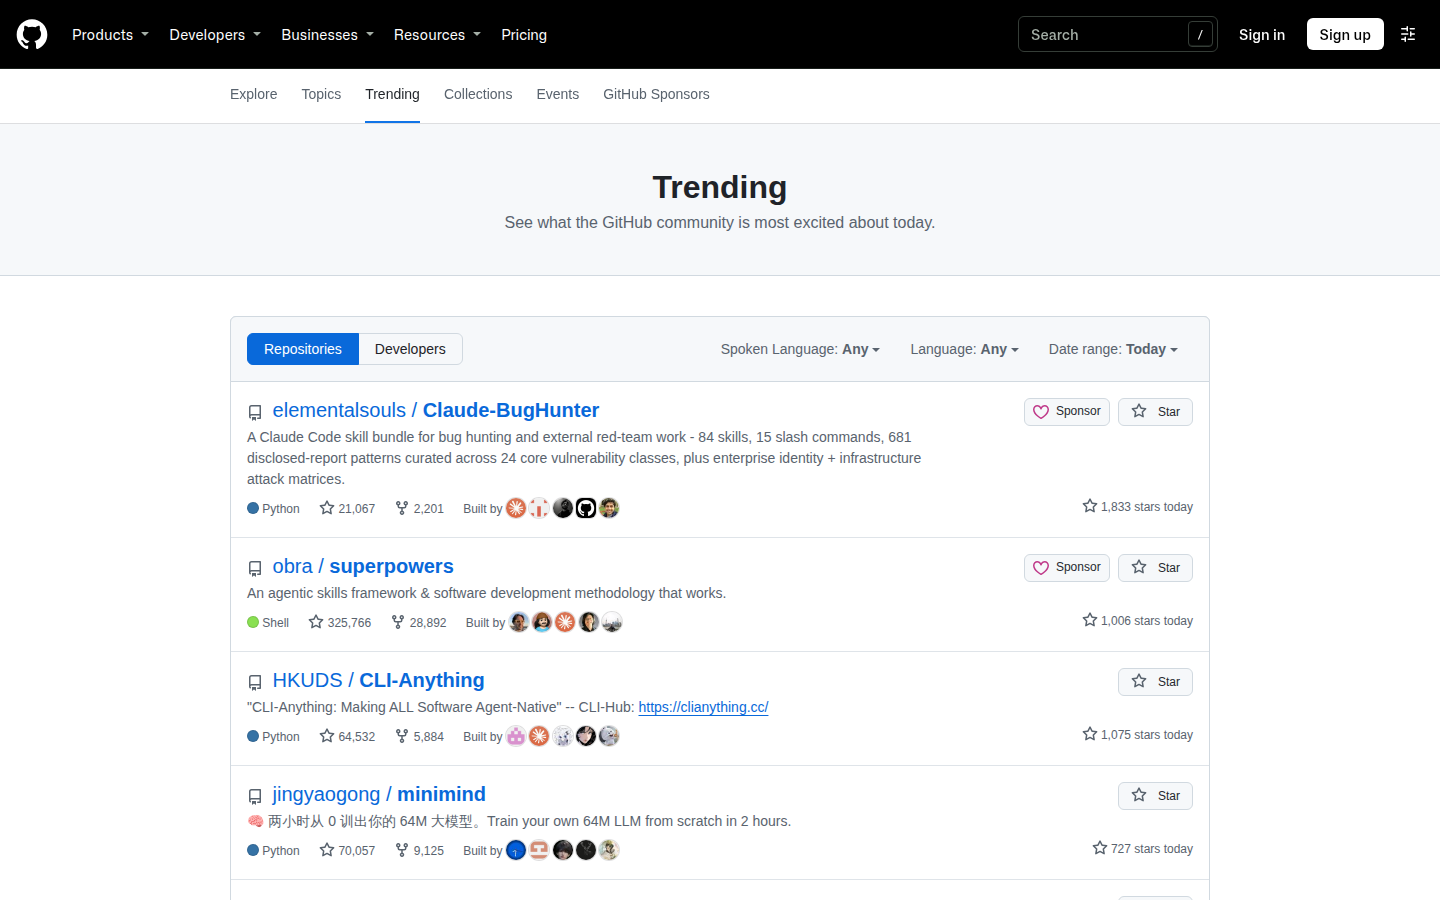 Products
Developers
Businesses
Resources
Pricing
Search
/
Sign in
Sign up
Explore
Topics
Trending
Collections
Events
GitHub Sponsors
Trending
See what the GitHub community is most excited about today.
Repositories
Developers
Spoken Language: Any
Language: Any
Date range: Today
elementalsouls / Claude-BugHunter
Sponsor
Star
A Claude Code skill bundle for bug hunting and external red-team work - 84 skills, 15 slash commands, 681
disclosed-report patterns curated across 24 core vulnerability classes, plus enterprise identity + infrastructure
attack matrices.
Python
21,067
2,201
Built by
1,833 stars today
obra / superpowers
Sponsor
Star
An agentic skills framework & software development methodology that works.
Shell
325,766
28,892
Built by
1,006 stars today
HKUDS / CLI-Anything
Star
"CLI-Anything: Making ALL Software Agent-Native" -- CLI-Hub: https://clianything.cc/
Python
64,532
5,884
Built by
1,075 stars today
jingyaogong / minimind
Star
🧠 两小时从 0 训出你的 64M 大模型。Train your own 64M LLM from scratch in 2 hours.
Python
70,057
9,125
Built by
727 stars today